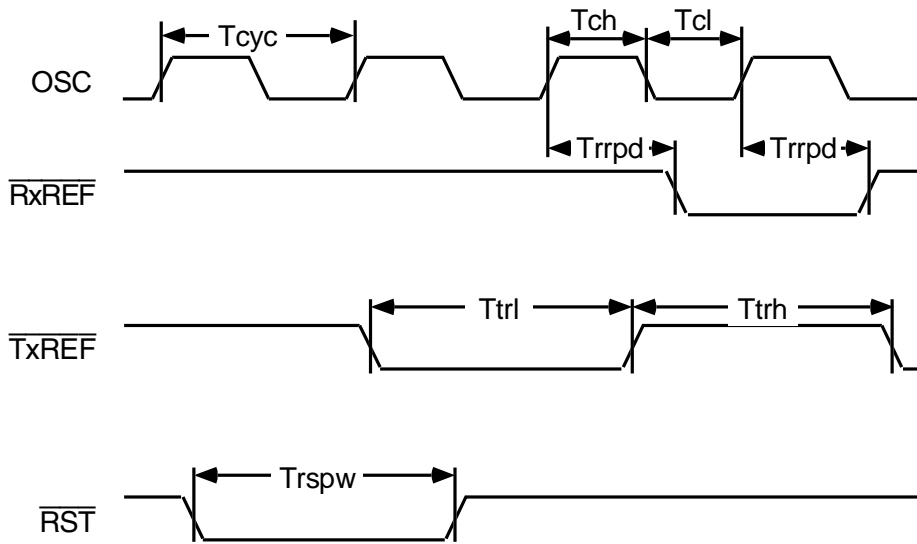 Tcyc
Tch
Tcl
OSC
Trrpd
Trrpd
RxREF
Ttrl
Ttrh
TxREF
Trspw
RST